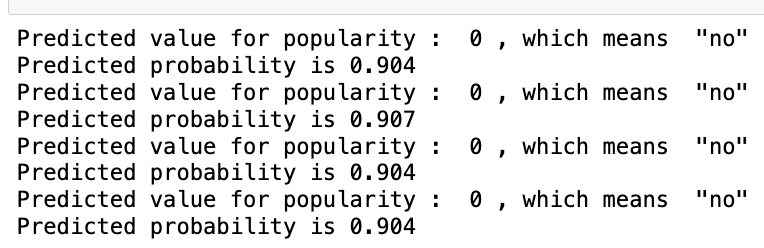 Predicted value for popularity :  0 , which means  "no"
Predicted probability is 0.904
Predicted value for popularity :  0 , which means  "no"
Predicted probability is 0.907
Predicted value for popularity :  0 , which means  "no"
Predicted probability is 0.904
Predicted value for popularity :  0 , which means  "no"
Predicted probability is 0.904